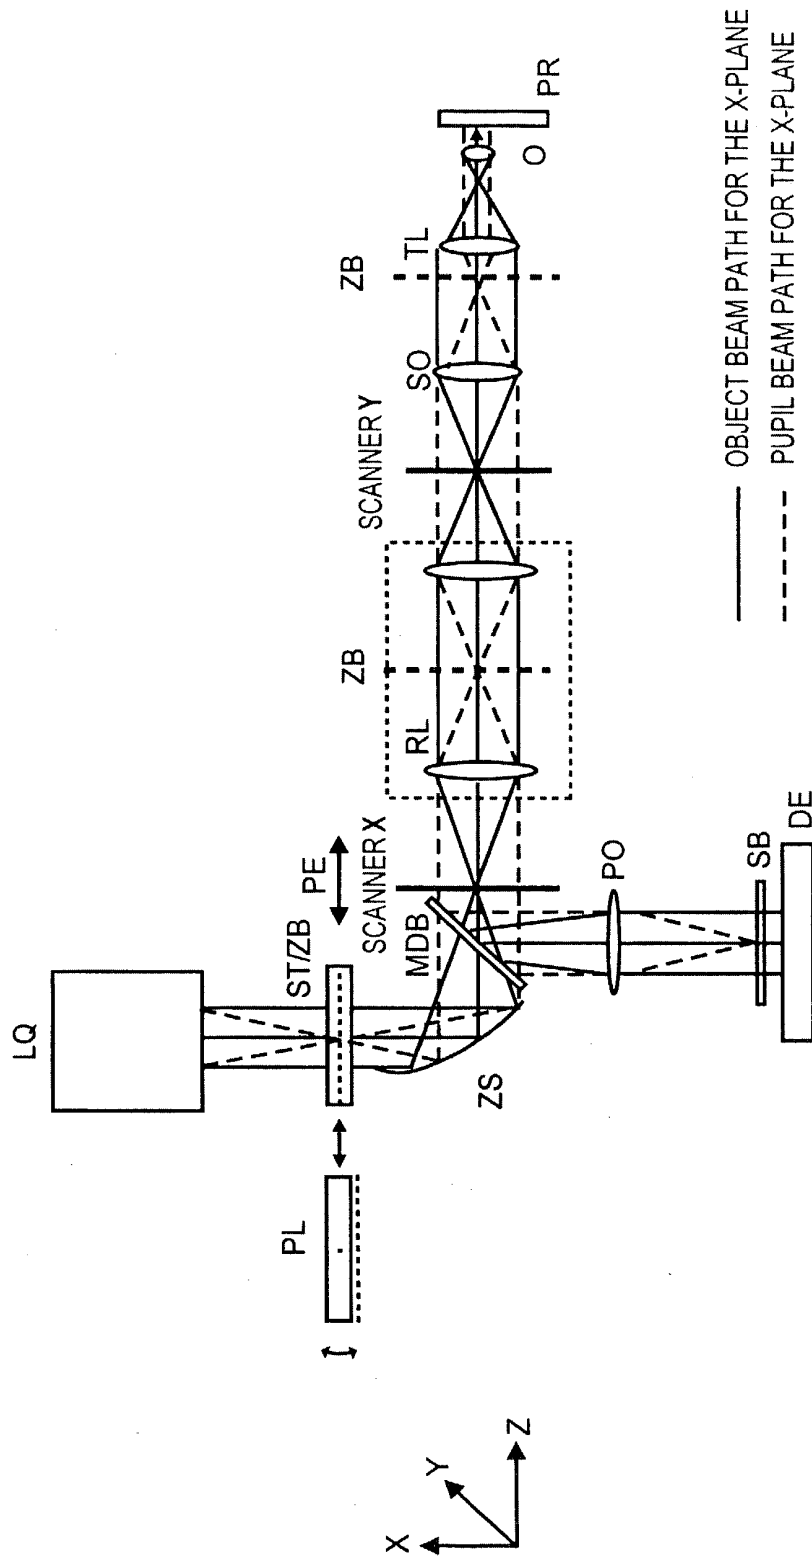 LQ
PL
ST/ZB
PE
SCANNER X
MDB
ZS
RL
ZB
SCANNER Y
SO
ZB
TL
O
PR
PO
SB
DE
X
Y
Z
OBJECT BEAM PATH FOR THE X-PLANE
PUPIL BEAM PATH FOR THE X-PLANE